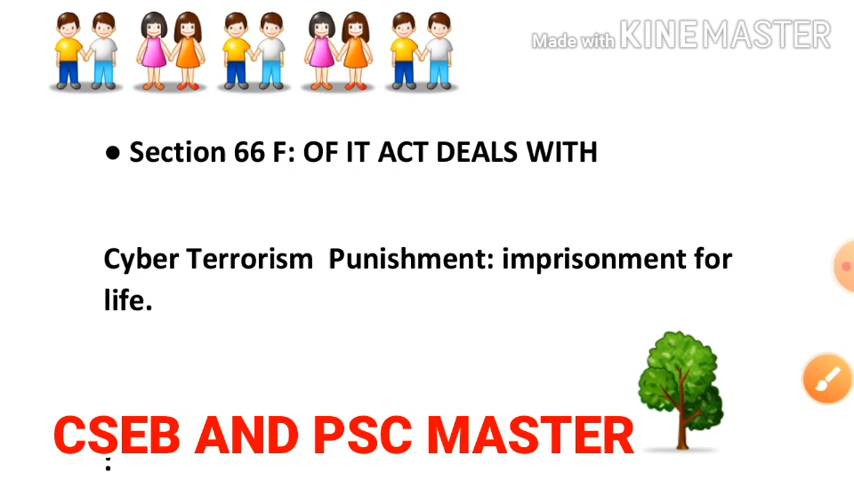 Made with KINEMASTER
● Section 66 F: OF IT ACT DEALS WITH
Cyber Terrorism Punishment: imprisonment for
life.
CSEB AND PSC MASTER
: